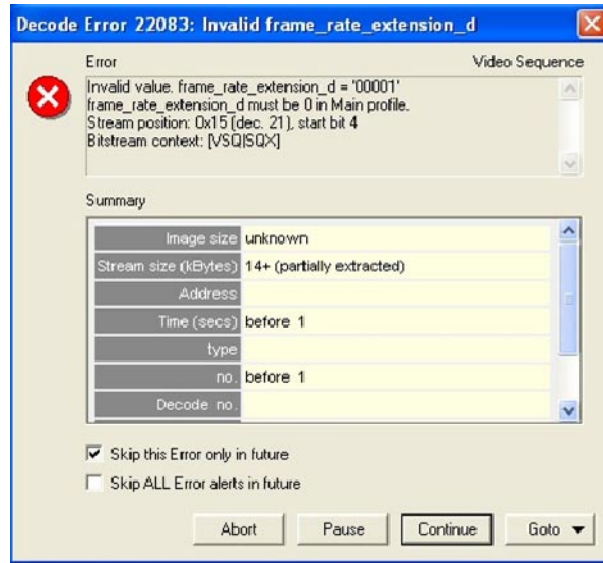 Decode Error 22083: Invalid frame_rate_extension_d
Error Video Sequence
Invalid value. frame_rate_extension_d = '00001'
frame_rate_extension_d must be 0 in Main profile.
Stream position: 0x15 (dec. 21), start bit 4
Bitstream context: [VSQ|SQX]
Summary
Image size unknown
Stream size (kBytes) 14+ (partially extracted)
Address
Time (secs) before 1
type
no. before 1
Decode no.
Skip this Error only in future
Skip ALL Error alerts in future
Abort Pause Continue Goto